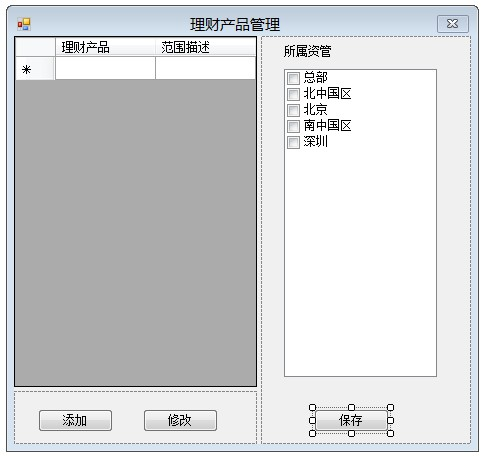 理财产品管理
理财产品 范围描述
所属资管
总部
北中国区
北京
南中国区
深圳
添加 修改
保存